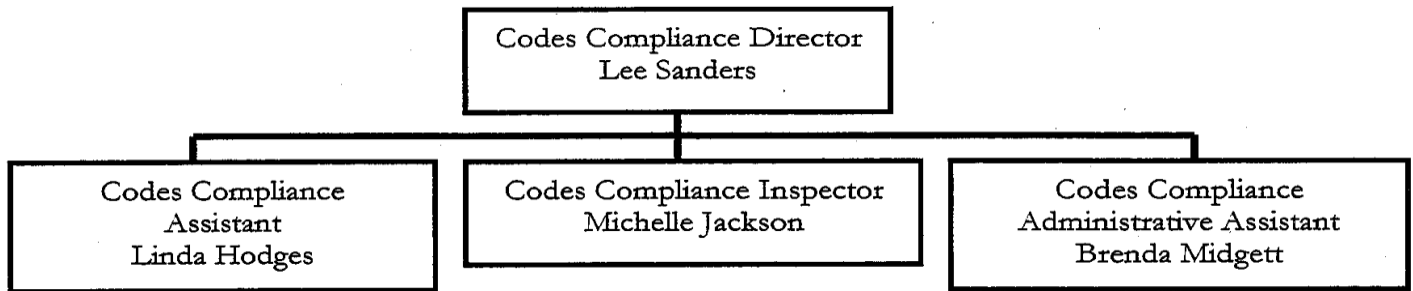 Codes Compliance Director
Lee Sanders
Codes Compliance
Assistant
Linda Hodges
Codes Compliance Inspector
Michelle Jackson
Codes Compliance
Administrative Assistant
Brenda Midgett